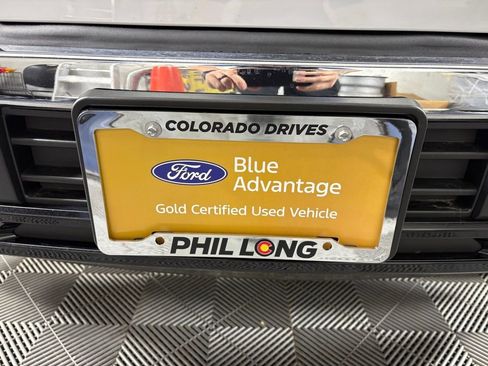 COLORADO DRIVES
Ford
Blue
Advantage
Gold Certified Used Vehicle
PHIL LONG